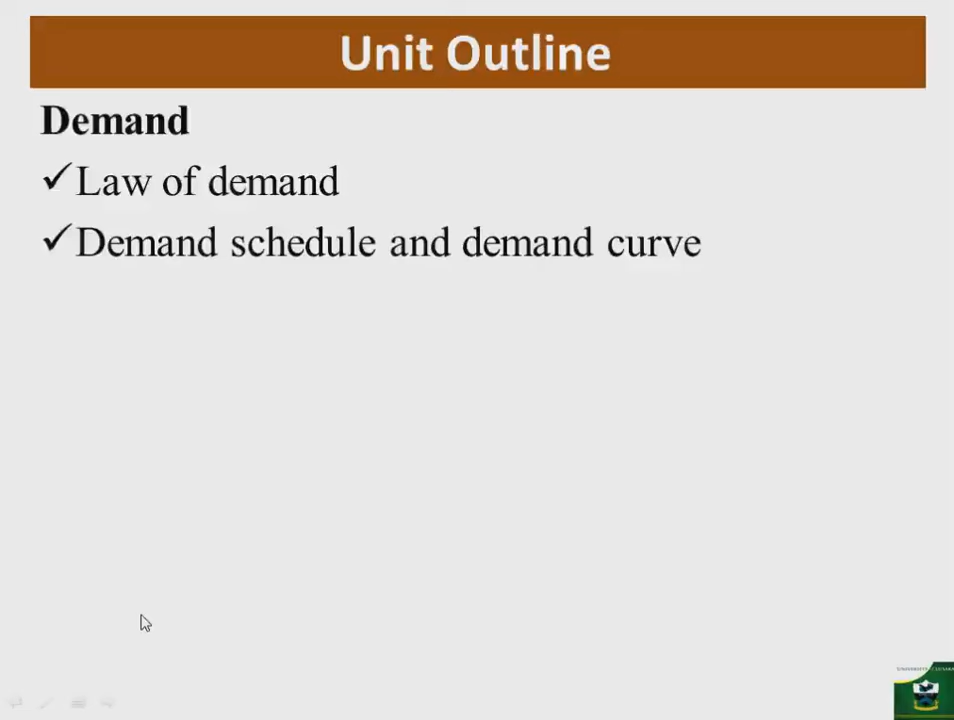 Unit Outline
Demand
✓Law of demand
✓Demand schedule and demand curve